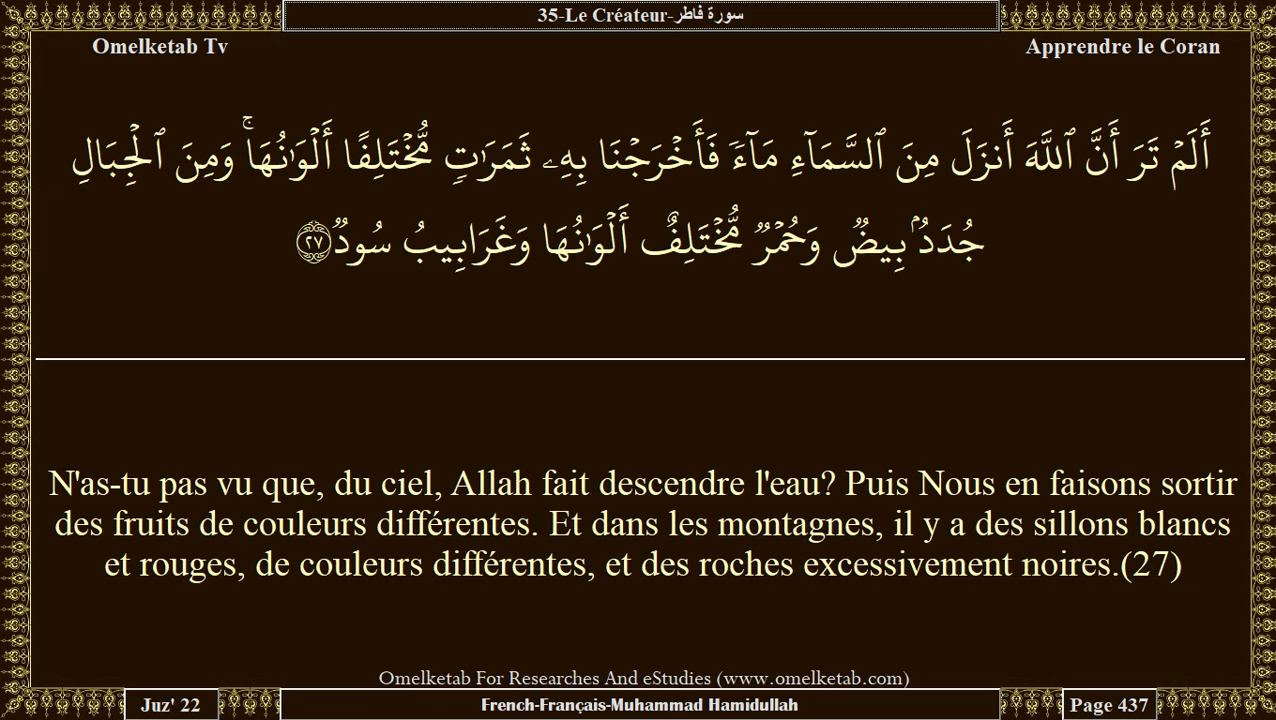 35-Le Créateur-سورة فاطر
Omelketab Tv
Apprendre le Coran
أَلَمْ تَرَ أَنَّ ٱللَّهَ أَنزَلَ مِنَ ٱلسَّمَآءِ مَآءً فَأَخْرَجْنَا بِهِۦ ثَمَرَٰتٍ مُّخْتَلِفًا أَلْوَٰنُهَا ۚ وَمِنَ ٱلْجِبَالِ
جُدَدٌۢ بِيضٌ وَحُمْرٌ مُّخْتَلِفٌ أَلْوَٰنُهَا وَغَرَابِيبُ سُودٌ ۝٢٧
N'as-tu pas vu que, du ciel, Allah fait descendre l'eau? Puis Nous en faisons sortir
des fruits de couleurs différentes. Et dans les montagnes, il y a des sillons blancs
et rouges, de couleurs différentes, et des roches excessivement noires.(27)
Omelketab For Researches And eStudies (www.omelketab.com)
Juz' 22
French-Français-Muhammad Hamidullah
Page 437